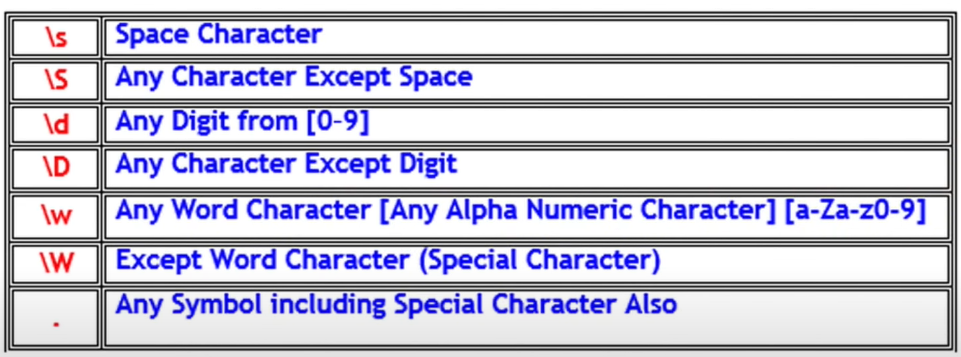 \s Space Character
\S Any Character Except Space
\d Any Digit from [0-9]
\D Any Character Except Digit
\w Any Word Character [Any Alpha Numeric Character] [a-Za-z0-9]
\W Except Word Character (Special Character)
. Any Symbol including Special Character Also